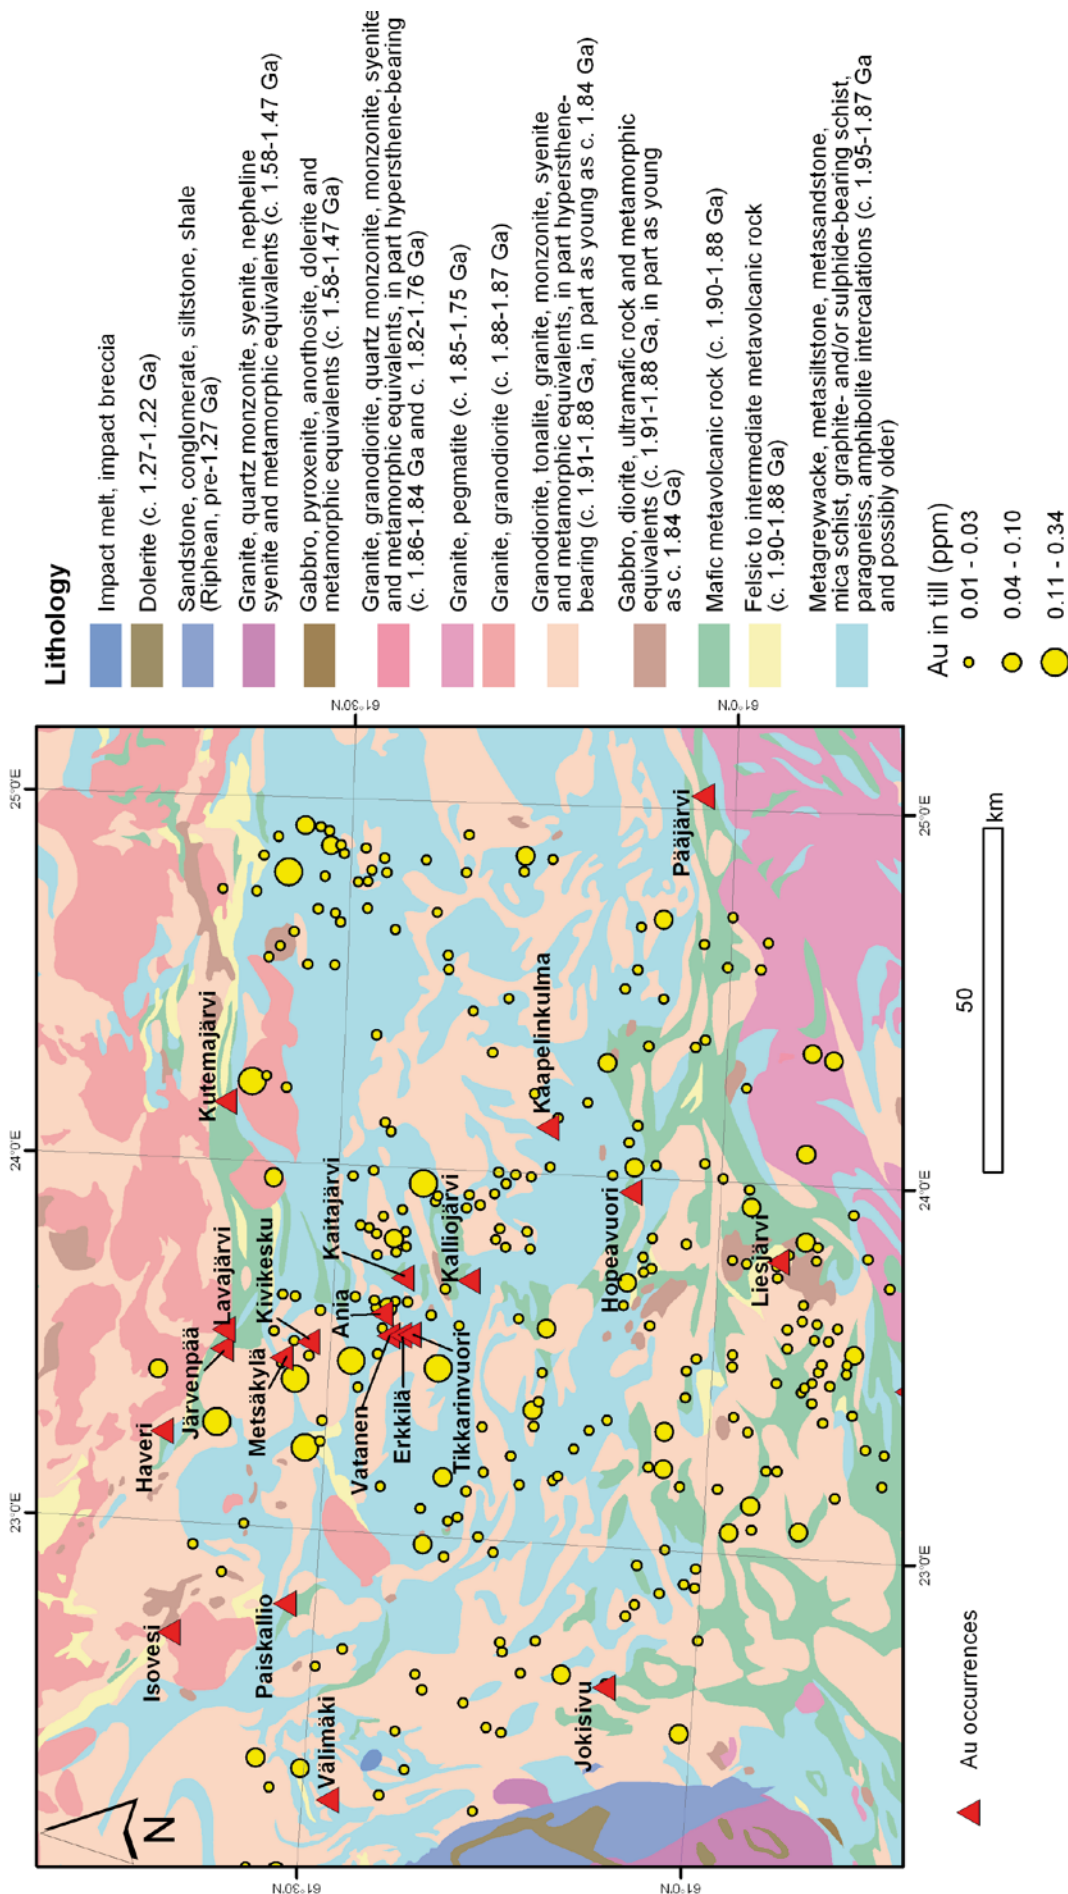 Lithology
Impact melt, impact breccia
Dolerite (c. 1.27-1.22 Ga)
Sandstone, conglomerate, siltstone, shale
(Riphean, pre-1.27 Ga)
Granite, quartz monzonite, syenite, nepheline
syenite and metamorphic equivalents (c. 1.58-1.47 Ga)
Gabbro, pyroxenite, anorthosite, dolerite and
metamorphic equivalents (c. 1.58-1.47 Ga)
Granite, granodiorite, quartz monzonite, monzonite, syenite
and metamorphic equivalents, in part hypersthene-bearing
(c. 1.86-1.84 Ga and c. 1.82-1.76 Ga)
Granite, pegmatite (c. 1.85-1.75 Ga)
Granite, granodiorite (c. 1.88-1.87 Ga)
Granodiorite, tonalite, granite, monzonite, syenite
and metamorphic equivalents, in part hypersthene-
bearing (c. 1.91-1.88 Ga, in part as young as c. 1.84 Ga)
Gabbro, diorite, ultramafic rock and metamorphic
equivalents (c. 1.91-1.88 Ga, in part as young
as c. 1.84 Ga)
Mafic metavolcanic rock (c. 1.90-1.88 Ga)
Felsic to intermediate metavolcanic rock
(c. 1.90-1.88 Ga)
Metagreywacke, metasiltstone, metasandstone,
mica schist, graphite- and/or sulphide-bearing schist,
paragneiss, amphibolite intercalations (c. 1.95-1.87 Ga
and possibly older)
Au in till (ppm)
0.01 - 0.03
0.04 - 0.10
0.11 - 0.34
23°0'E
24°0'E
25°0'E
61°30'N
61°30'N
61°0'N
61°0'N
23°0'E
24°0'E
25°0'E
N
Isovesi
Haveri
Järvenpää
Lavajärvi
Kutemajärvi
Metsäkylä
Kivikesku
Paiskallio
Välimäki
Kaitajärvi
Ania
Vatanen
Erkkilä
Tikkarinvuori
Kalliojärvi
Kaapelinkulma
Jokisivu
Hopeavuori
Pääjärvi
Liesjärvi
50
km
Au occurrences